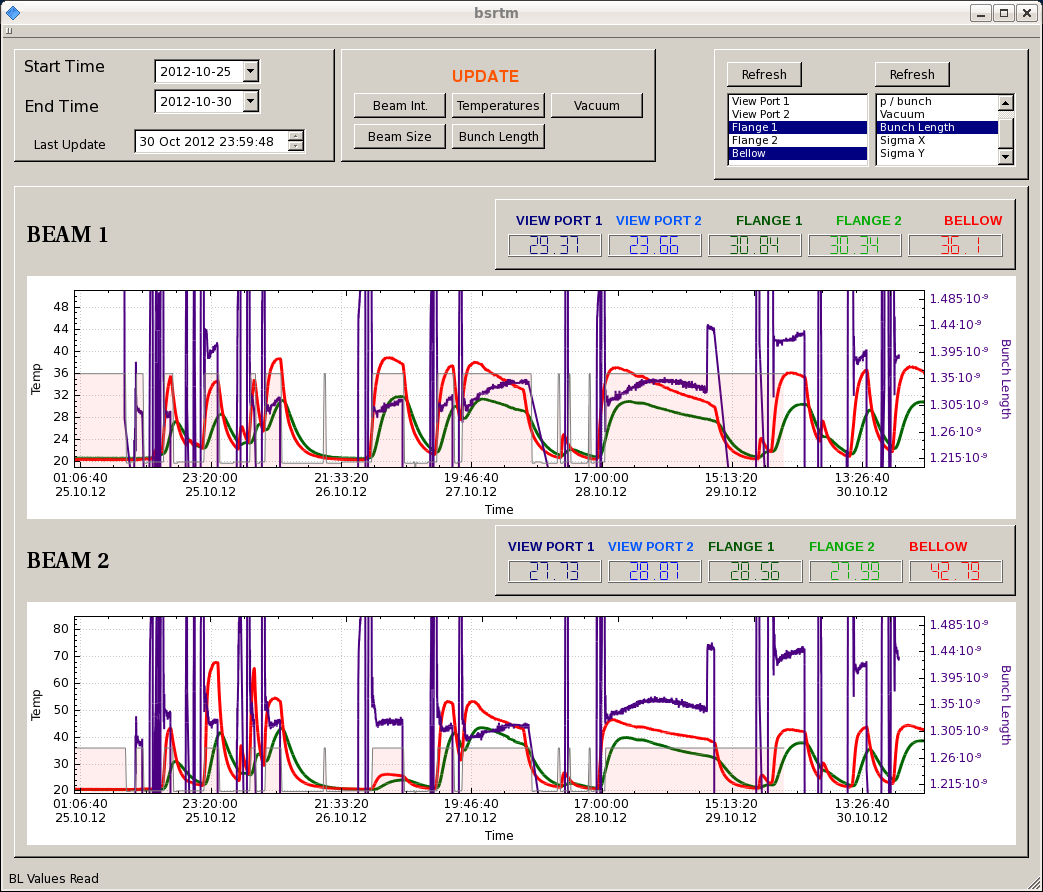 bsrtm
Start Time 2012-10-25
End Time 2012-10-30
Last Update 30 Oct 2012 23:59:48
UPDATE
Beam Int. Temperatures Vacuum
Beam Size Bunch Length
Refresh Refresh
View Port 1
View Port 2
Flange 1
Flange 2
Bellow
p / bunch
Vacuum
Bunch Length
Sigma X
Sigma Y
BEAM 1
VIEW PORT 1 VIEW PORT 2 FLANGE 1 FLANGE 2 BELLOW
29.37 23.66 30.84 30.34 36.1
48
44
40
36
32
28
24
20
Temp
1.485·10⁻⁹
1.44·10⁻⁹
1.395·10⁻⁹
1.35·10⁻⁹
1.305·10⁻⁹
1.26·10⁻⁹
1.215·10⁻⁹
Bunch Length
01:06:40 23:20:00 21:33:20 19:46:40 17:00:00 15:13:20 13:26:40
25.10.12 25.10.12 26.10.12 27.10.12 28.10.12 29.10.12 30.10.12
Time
BEAM 2
VIEW PORT 1 VIEW PORT 2 FLANGE 1 FLANGE 2 BELLOW
27.73 28.87 28.56 27.99 42.78
80
70
60
50
40
30
20
Temp
1.485·10⁻⁹
1.44·10⁻⁹
1.395·10⁻⁹
1.35·10⁻⁹
1.305·10⁻⁹
1.26·10⁻⁹
1.215·10⁻⁹
Bunch Length
01:06:40 23:20:00 21:33:20 19:46:40 17:00:00 15:13:20 13:26:40
25.10.12 25.10.12 26.10.12 27.10.12 28.10.12 29.10.12 30.10.12
Time
BL Values Read